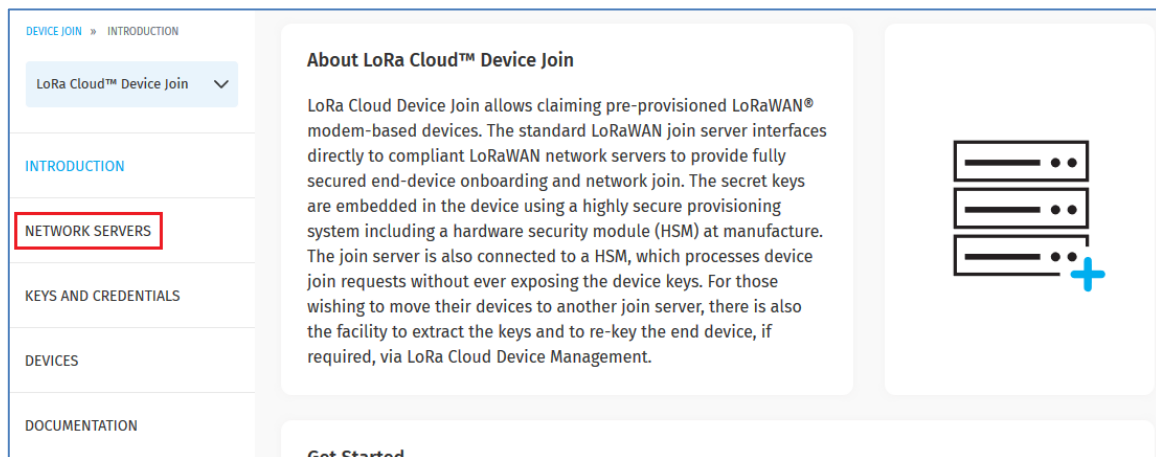 DEVICE JOIN » INTRODUCTION
LoRa Cloud™ Device Join
INTRODUCTION
NETWORK SERVERS
KEYS AND CREDENTIALS
DEVICES
DOCUMENTATION
About LoRa Cloud™ Device Join
LoRa Cloud Device Join allows claiming pre-provisioned LoRaWAN®
modem-based devices. The standard LoRaWAN join server interfaces
directly to compliant LoRaWAN network servers to provide fully
secured end-device onboarding and network join. The secret keys
are embedded in the device using a highly secure provisioning
system including a hardware security module (HSM) at manufacture.
The join server is also connected to a HSM, which processes device
join requests without ever exposing the device keys. For those
wishing to move their devices to another join server, there is also
the facility to extract the keys and to re-key the end device, if
required, via LoRa Cloud Device Management.
Get Started